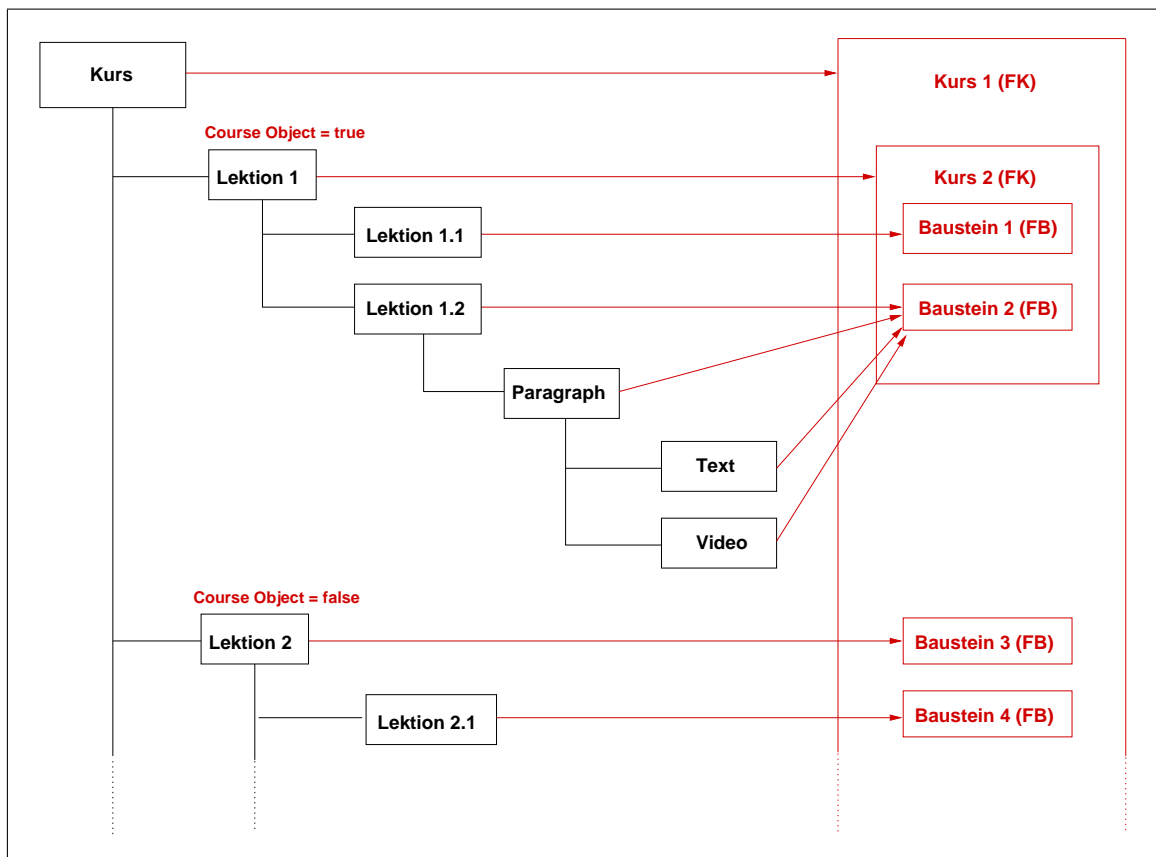 Kurs
Kurs 1 (FK)
Course Object = true
Lektion 1
Kurs 2 (FK)
Lektion 1.1
Baustein 1 (FB)
Lektion 1.2
Baustein 2 (FB)
Paragraph
Text
Video
Course Object = false
Lektion 2
Baustein 3 (FB)
Lektion 2.1
Baustein 4 (FB)